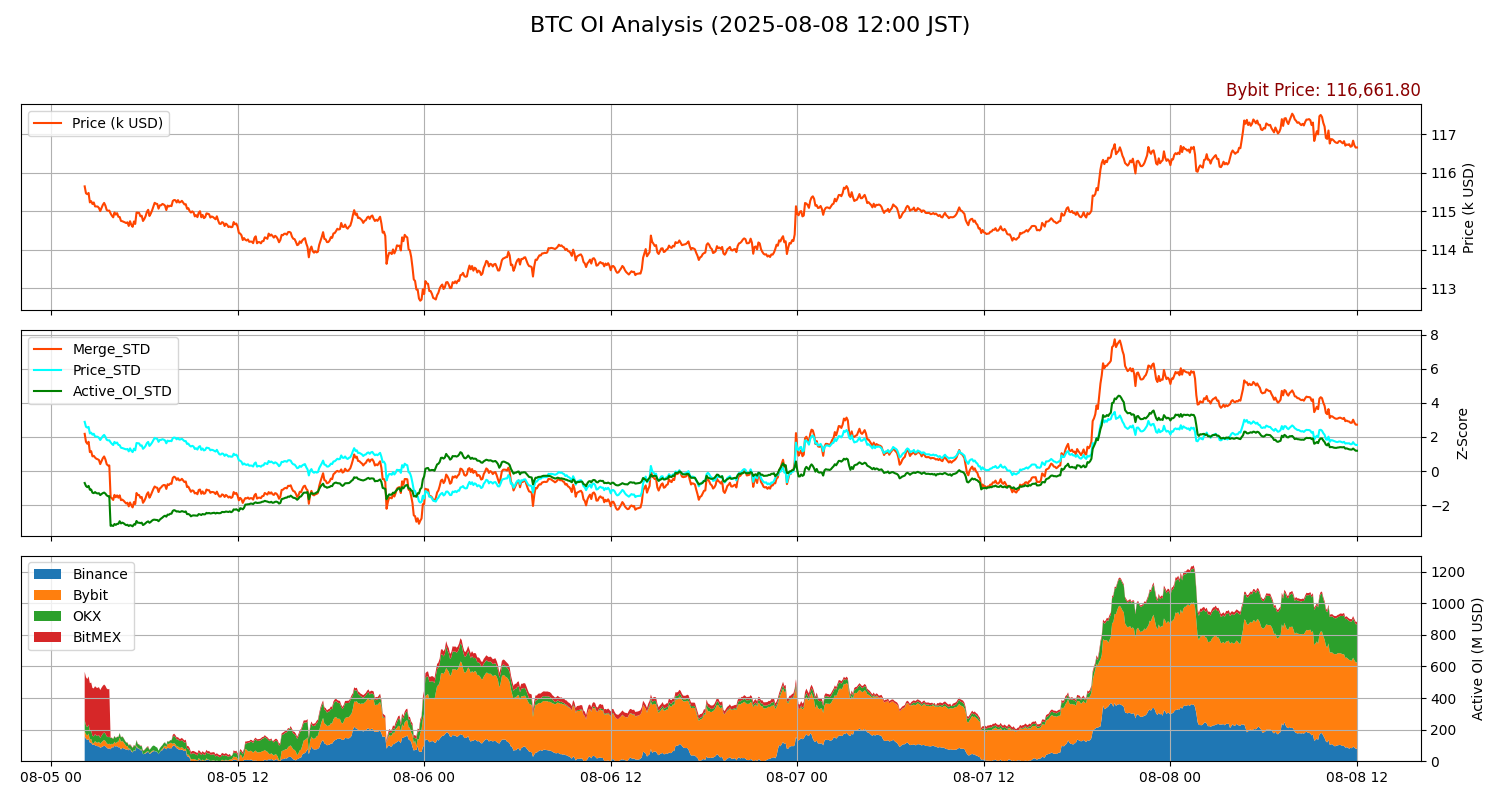 BTC OI Analysis (2025-08-08 12:00 JST)
Bybit Price: 116,661.80
Price (k USD)
117
116
115
114
113
Price (k USD)
Merge_STD
Price_STD
Active_OI_STD
8
6
4
2
0
−2
Z-Score
Binance
Bybit
OKX
BitMEX
1200
1000
800
600
400
200
0
Active OI (M USD)
08-05 00
08-05 12
08-06 00
08-06 12
08-07 00
08-07 12
08-08 00
08-08 12